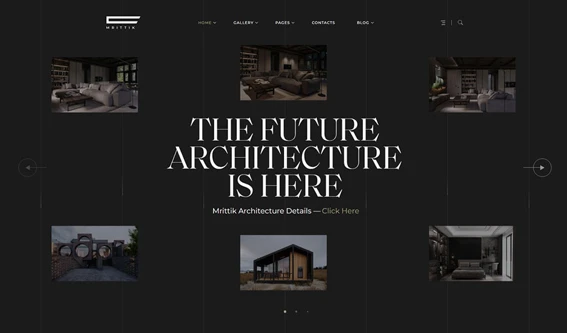 MRITTIK
HOME
GALLERY
PAGES
CONTACTS
BLOG
THE FUTURE
ARCHITECTURE
IS HERE
Mrittik Architecture Details — Click Here